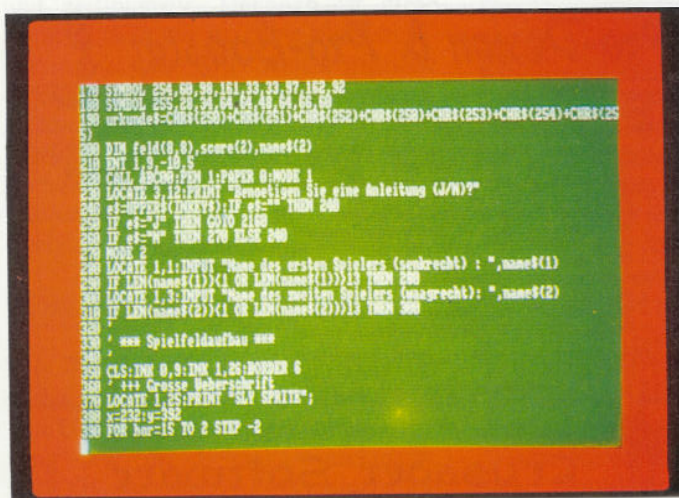 170 SYMBOL 254,60,98,161,33,33,97,162,92
180 SYMBOL 255,28,34,64,64,48,64,66,60
190 urkunde$=CHR$(250)+CHR$(251)+CHR$(252)+CHR$(250)+CHR$(253)+CHR$(254)+CHR$(25
5)
200 DIM feld(8,8),score(2),name$(2)
210 ENT 1,9,-10,5
220 CALL &BC00:PEN 1:PAPER 0:MODE 1
230 LOCATE 3,12:PRINT "Benoetigen Sie eine Anleitung (J/N)?"
240 e$=UPPER$(INKEY$):IF e$="" THEN 240
250 IF e$="J" THEN GOTO 2160
260 IF e$="N" THEN 270 ELSE 240
270 MODE 2
280 LOCATE 1,1:INPUT "Name des ersten Spielers (senkrecht) : ",name$(1)
290 IF LEN(name$(1))<1 OR LEN(name$(1))>13 THEN 280
300 LOCATE 1,3:INPUT "Name des zweiten Spielers (waagrecht): ",name$(2)
310 IF LEN(name$(2))<1 OR LEN(name$(2))>13 THEN 300
320 '
330 ' *** Spielfeldaufbau ***
340 '
350 CLS:INK 0,9:INK 1,26:BORDER 6
360 ' +++ Grosse Ueberschrift
370 LOCATE 1,25:PRINT "SLY SPRITE";
380 x=232:y=392
390 FOR hor=15 TO 2 STEP -2